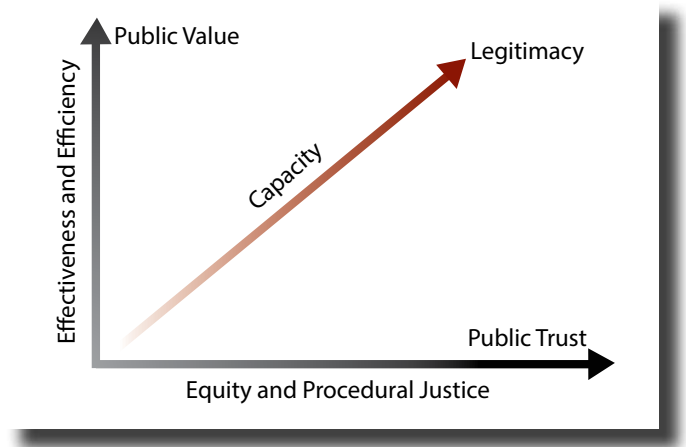 Public Value
Legitimacy
Effectiveness and Efficiency
Capacity
Public Trust
Equity and Procedural Justice